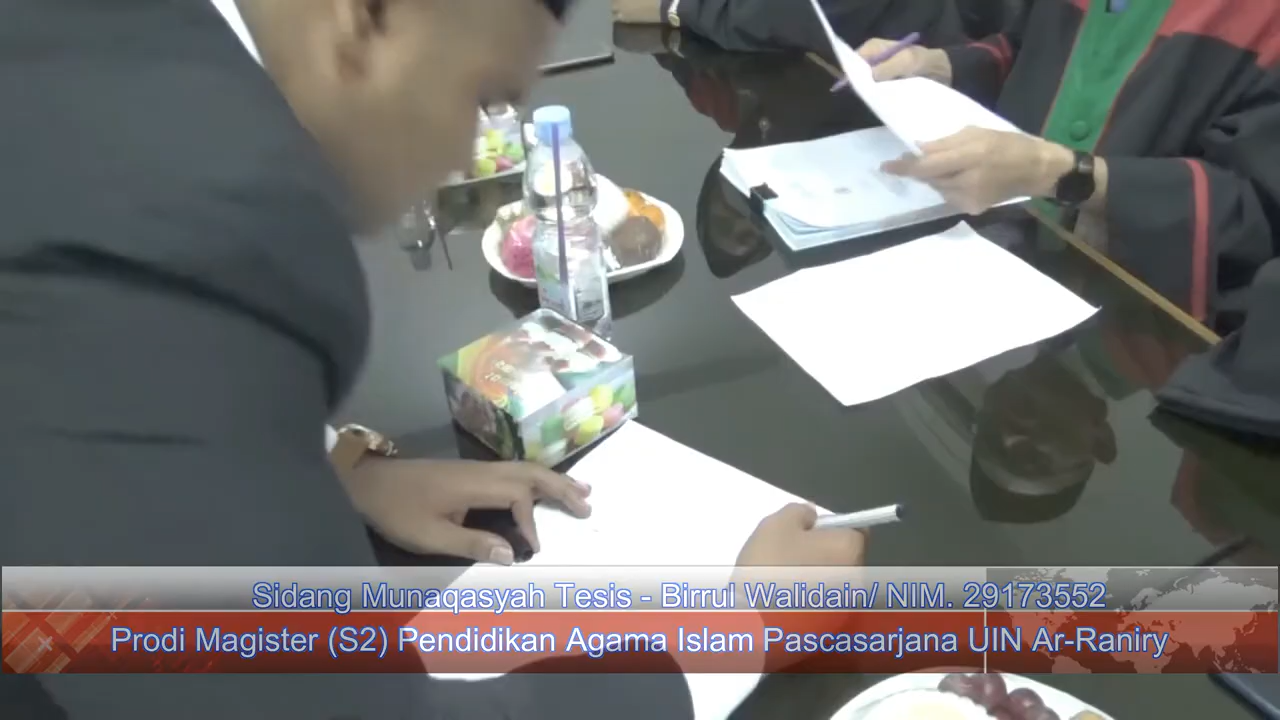 Sidang Munaqasyah Tesis - Birrul Walidain/ NIM. 29173552
Prodi Magister (S2) Pendidikan Agama Islam Pascasarjana UIN Ar-Raniry